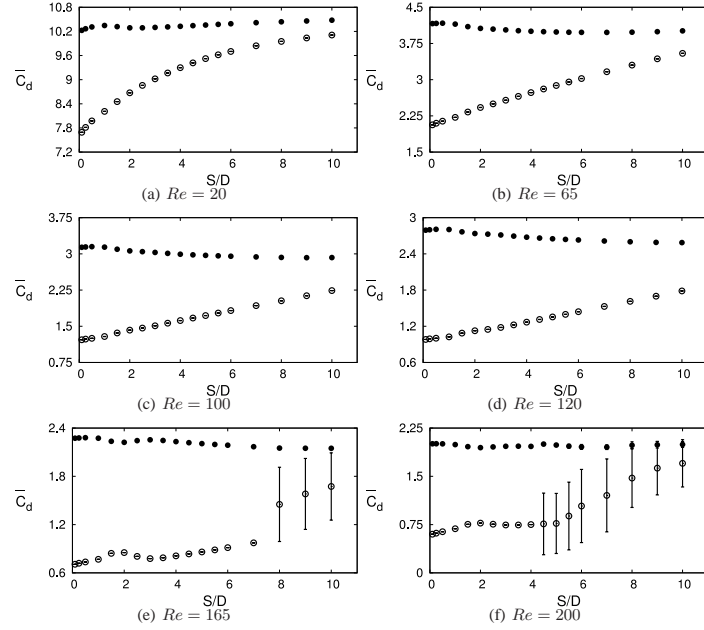 10.8
10.2
9.6
9
8.4
7.8
7.2
C̅d
0 2 4 6 8 10
S/D
(a) Re = 20
4.5
3.75
3
2.25
1.5
C̅d
0 2 4 6 8 10
S/D
(b) Re = 65
3.75
3
2.25
1.5
0.75
C̅d
0 2 4 6 8 10
S/D
(c) Re = 100
3
2.4
1.8
1.2
0.6
C̅d
0 2 4 6 8 10
S/D
(d) Re = 120
2.4
1.8
1.2
0.6
C̅d
0 2 4 6 8 10
S/D
(e) Re = 165
2.25
1.5
0.75
0
C̅d
0 2 4 6 8 10
S/D
(f) Re = 200